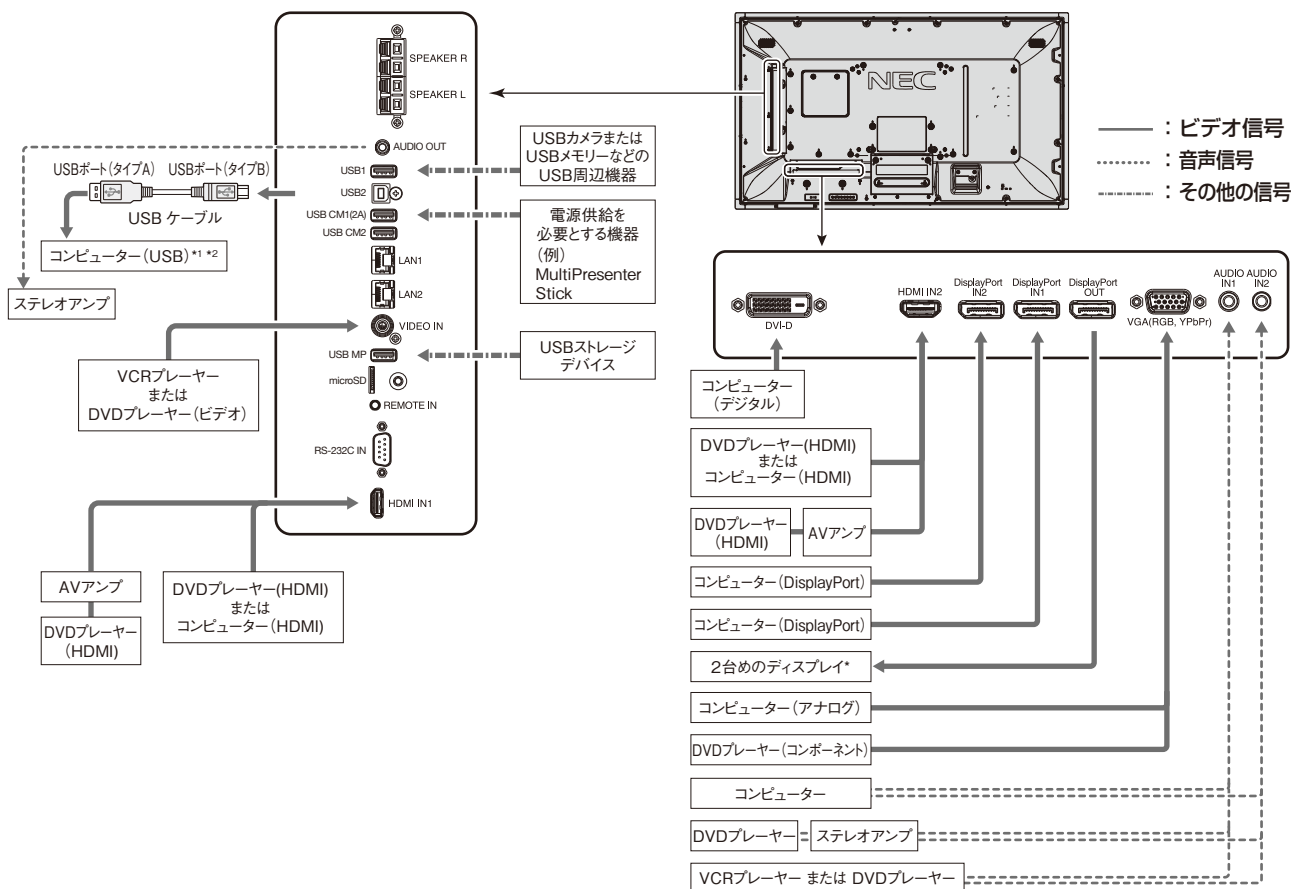 SPEAKER R
SPEAKER L
AUDIO OUT
USB1
USB2
USB CM1(2A)
USB CM2
LAN1
LAN2
VIDEO IN
USB MP
microSD
REMOTE IN
RS-232C IN
HDMI IN1
USBポート(タイプA)
USBポート(タイプB)
USB ケーブル
コンピューター(USB)*1 *2
ステレオアンプ
VCRプレーヤー
または
DVDプレーヤー(ビデオ)
AVアンプ
DVDプレーヤー
(HDMI)
DVDプレーヤー(HDMI)
または
コンピューター(HDMI)
USBカメラまたは
USBメモリーなどの
USB周辺機器
電源供給を
必要とする機器
(例)
MultiPresenter
Stick
USBストレージ
デバイス
NEC
:ビデオ信号
:音声信号
:その他の信号
DVI-D
HDMI IN2
DisplayPort
IN2
DisplayPort
IN1
DisplayPort
OUT
VGA(RGB, YPbPr)
AUDIO
IN1
AUDIO
IN2
コンピューター
(デジタル)
DVDプレーヤー(HDMI)
または
コンピューター(HDMI)
DVDプレーヤー
(HDMI)
AVアンプ
コンピューター(DisplayPort)
コンピューター(DisplayPort)
2台めのディスプレイ*
コンピューター(アナログ)
DVDプレーヤー(コンポーネント)
コンピューター
DVDプレーヤー
ステレオアンプ
VCRプレーヤー または DVDプレーヤー